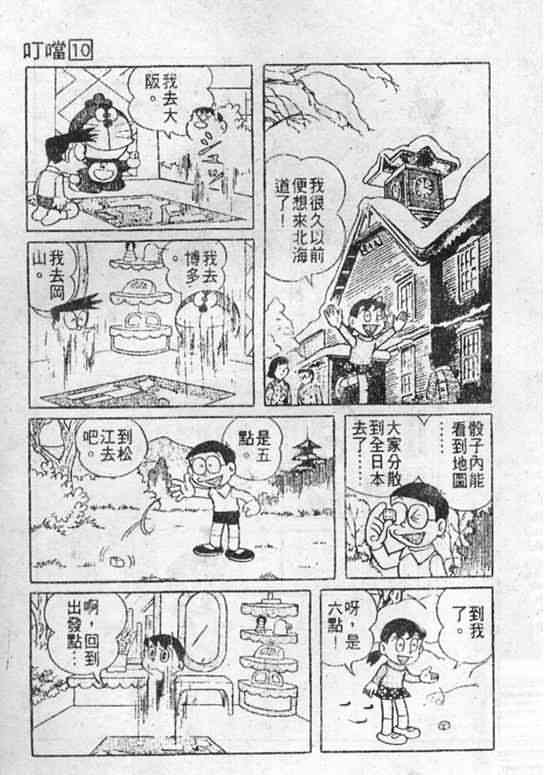 叮噹10
我很久以前
便想來北海
道了！
我去大
阪。
我去
博多。
我去岡
山。
骰子內能
看到地圖
……
大家分散
到全日本
去了……
是五
點。
到松
江去
吧。
到我
了。
呀，是
六點！
啊，回到
出發點…